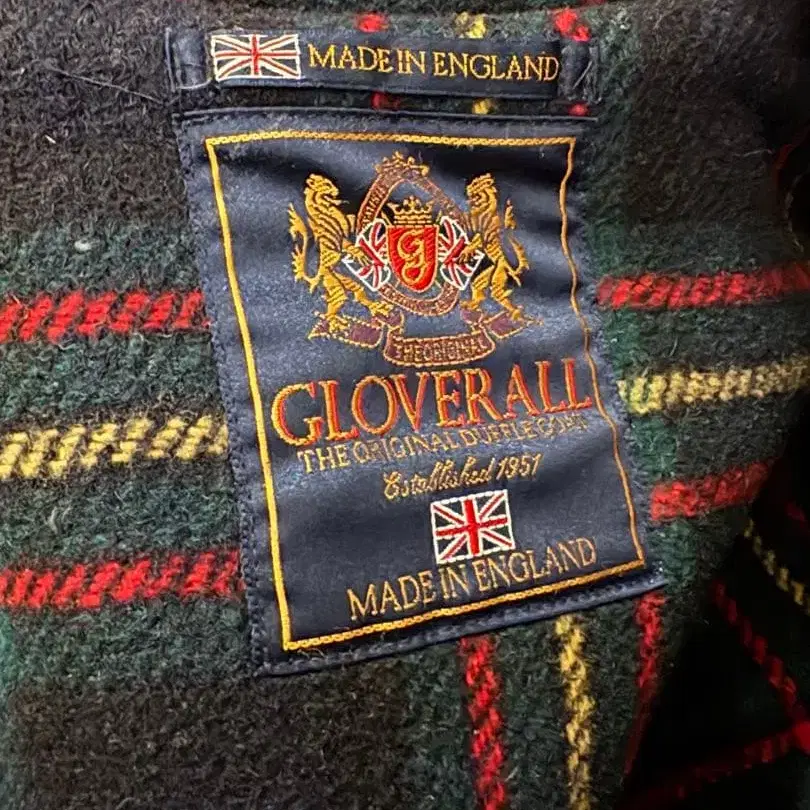 MADE IN ENGLAND
G
THE ORIGINAL
GLOVERALL
THE ORIGINAL DUFFLE COAT
Established 1951
MADE IN ENGLAND